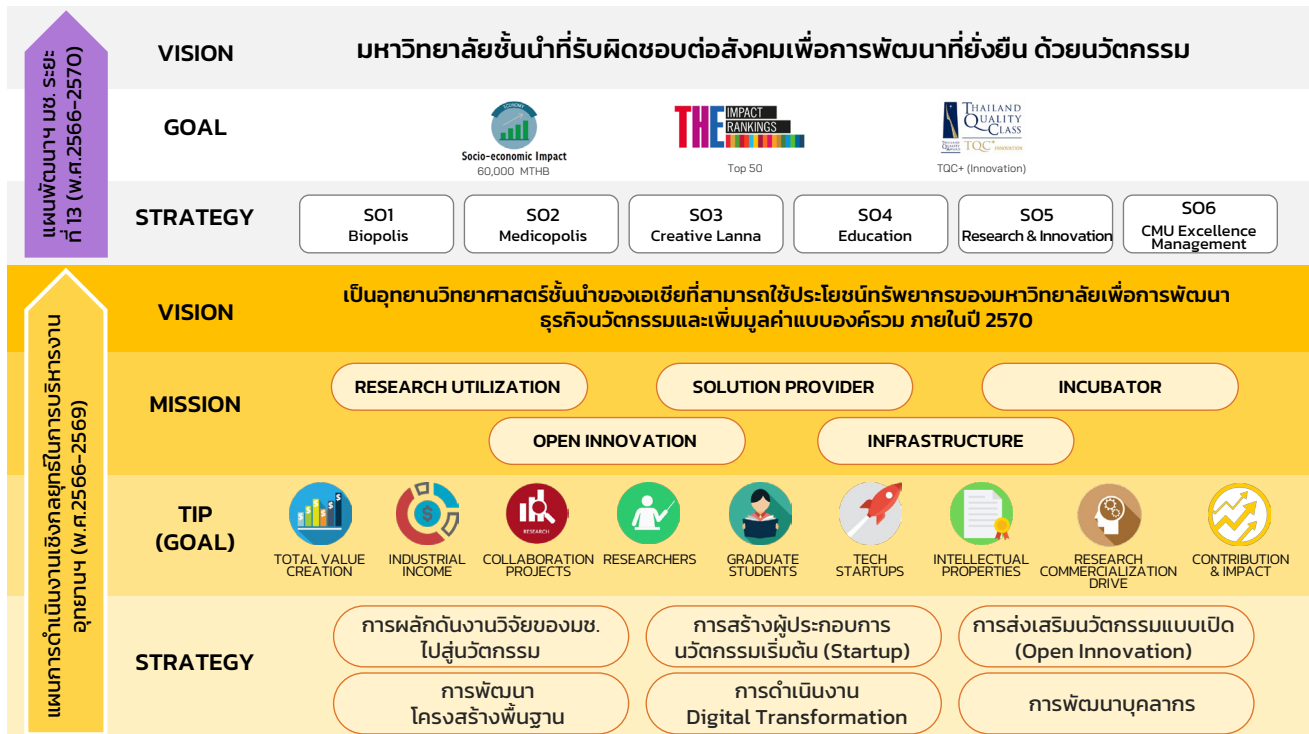 แผนพัฒนาฯ มช. ระยะ
ที่ 13 (พ.ศ.2566-2570)
VISION
มหาวิทยาลัยชั้นนำที่รับผิดชอบต่อสังคมเพื่อการพัฒนาที่ยั่งยืน ด้วยนวัตกรรม
GOAL
ECONOMY
Socio-economic Impact
60,000 MTHB
THE IMPACT
RANKINGS
Top 50
THAILAND
QUALITY
CLASS
TQC+ INNOVATION
TQC+ (Innovation)
STRATEGY
SO1
Biopolis
SO2
Medicopolis
SO3
Creative Lanna
SO4
Education
SO5
Research & Innovation
SO6
CMU Excellence
Management
แผนการดำเนินงานเชิงกลยุทธ์ในการบริหารงาน
อุทยานฯ (พ.ศ.2566-2569)
VISION
เป็นอุทยานวิทยาศาสตร์ชั้นนำของเอเชียที่สามารถใช้ประโยชน์ทรัพยากรของมหาวิทยาลัยเพื่อการพัฒนา
ธุรกิจนวัตกรรมและเพิ่มมูลค่าแบบองค์รวม ภายในปี 2570
MISSION
RESEARCH UTILIZATION
SOLUTION PROVIDER
INCUBATOR
OPEN INNOVATION
INFRASTRUCTURE
TIP
(GOAL)
TOTAL VALUE
CREATION
INDUSTRIAL
INCOME
RESEARCH
COLLABORATION
PROJECTS
RESEARCHERS
GRADUATE
STUDENTS
TECH
STARTUPS
INTELLECTUAL
PROPERTIES
RESEARCH
COMMERCIALIZATION
DRIVE
CONTRIBUTION
& IMPACT
STRATEGY
การผลักดันงานวิจัยของมช.
ไปสู่นวัตกรรม
การสร้างผู้ประกอบการ
นวัตกรรมเริ่มต้น (Startup)
การส่งเสริมนวัตกรรมแบบเปิด
(Open Innovation)
การพัฒนา
โครงสร้างพื้นฐาน
การดำเนินงาน
Digital Transformation
การพัฒนาบุคลากร